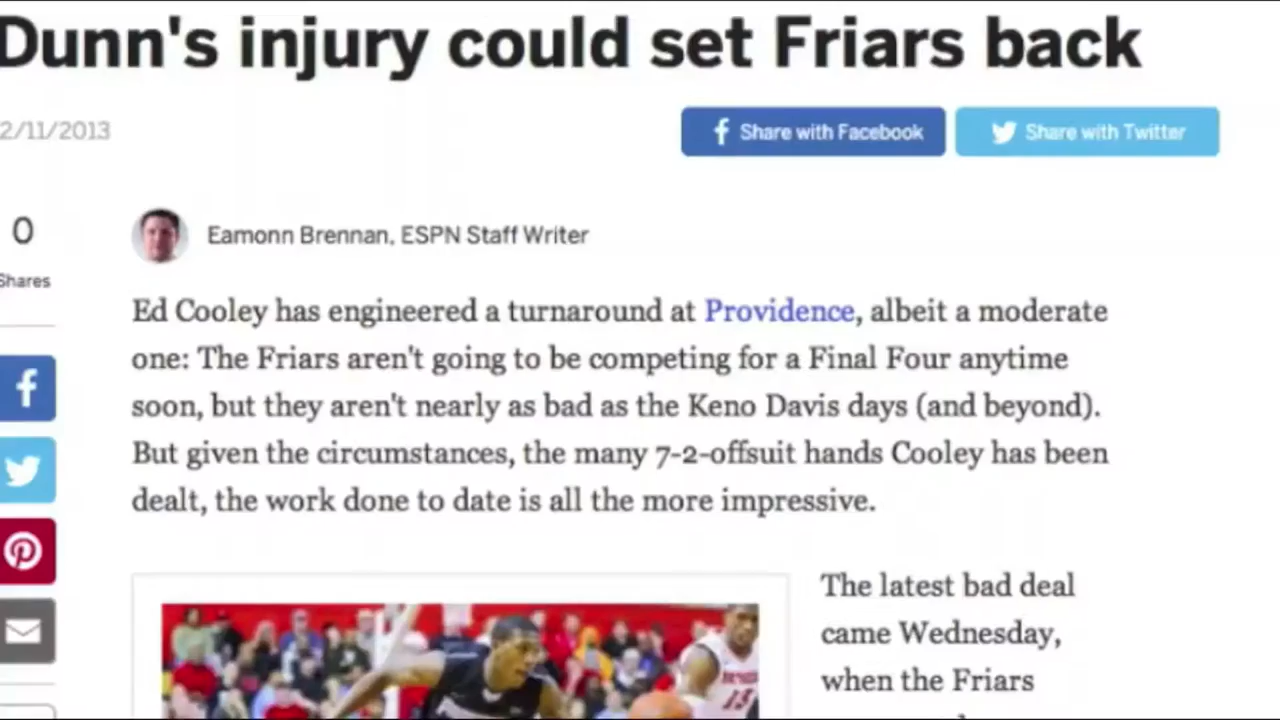 Dunn's injury could set Friars back
2/11/2013
Share with Facebook
Share with Twitter
0
Shares
Eamonn Brennan, ESPN Staff Writer
Ed Cooley has engineered a turnaround at Providence, albeit a moderate
one: The Friars aren't going to be competing for a Final Four anytime
soon, but they aren't nearly as bad as the Keno Davis days (and beyond).
But given the circumstances, the many 7-2-offsuit hands Cooley has been
dealt, the work done to date is all the more impressive.
The latest bad deal
came Wednesday,
when the Friars
15